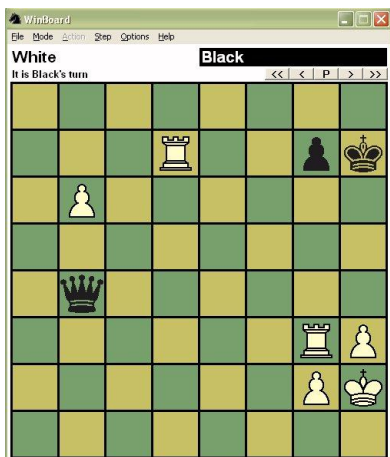 WinBoard
File Mode Action Step Options Help
White Black
It is Black's turn << < P > >>